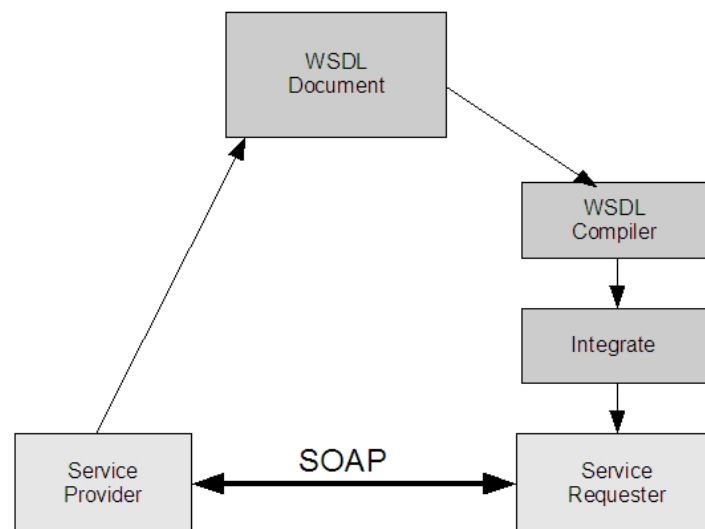 WSDL
Document
WSDL
Compiler
Integrate
SOAP
Service
Provider
Service
Requester